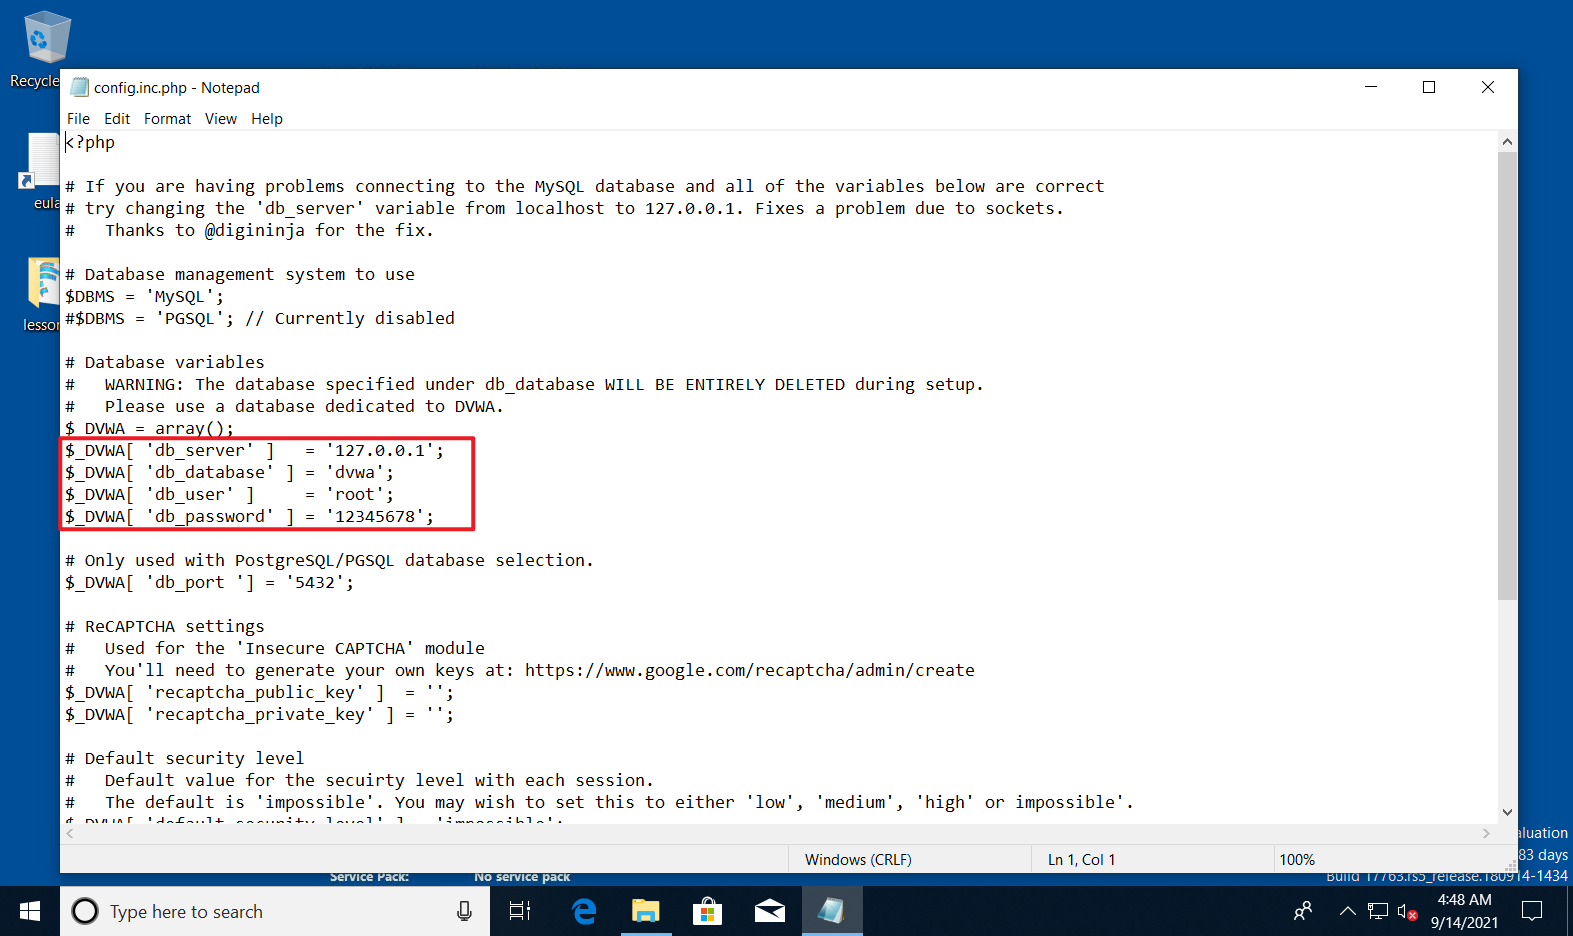 Recycle
eula
lesson
config.inc.php - Notepad
File Edit Format View Help
<?php
# If you are having problems connecting to the MySQL database and all of the variables below are correct
# try changing the 'db_server' variable from localhost to 127.0.0.1. Fixes a problem due to sockets.
#   Thanks to @digininja for the fix.
# Database management system to use
$DBMS = 'MySQL';
#$DBMS = 'PGSQL'; // Currently disabled
# Database variables
#   WARNING: The database specified under db_database WILL BE ENTIRELY DELETED during setup.
#   Please use a database dedicated to DVWA.
$_DVWA = array();
$_DVWA[ 'db_server' ]   = '127.0.0.1';
$_DVWA[ 'db_database' ] = 'dvwa';
$_DVWA[ 'db_user' ]     = 'root';
$_DVWA[ 'db_password' ] = '12345678';
# Only used with PostgreSQL/PGSQL database selection.
$_DVWA[ 'db_port '] = '5432';
# ReCAPTCHA settings
#   Used for the 'Insecure CAPTCHA' module
#   You'll need to generate your own keys at: https://www.google.com/recaptcha/admin/create
$_DVWA[ 'recaptcha_public_key' ]  = '';
$_DVWA[ 'recaptcha_private_key' ] = '';
# Default security level
#   Default value for the secuirty level with each session.
#   The default is 'impossible'. You may wish to set this to either 'low', 'medium', 'high' or impossible'.
$_DVWA[ 'default_security_level' ] = 'impossible';
Windows (CRLF) Ln 1, Col 1 100%
aluation
83 days
Service Pack: No service pack
Build 17763.rs5_release.180914-1434
Type here to search
4:48 AM
9/14/2021